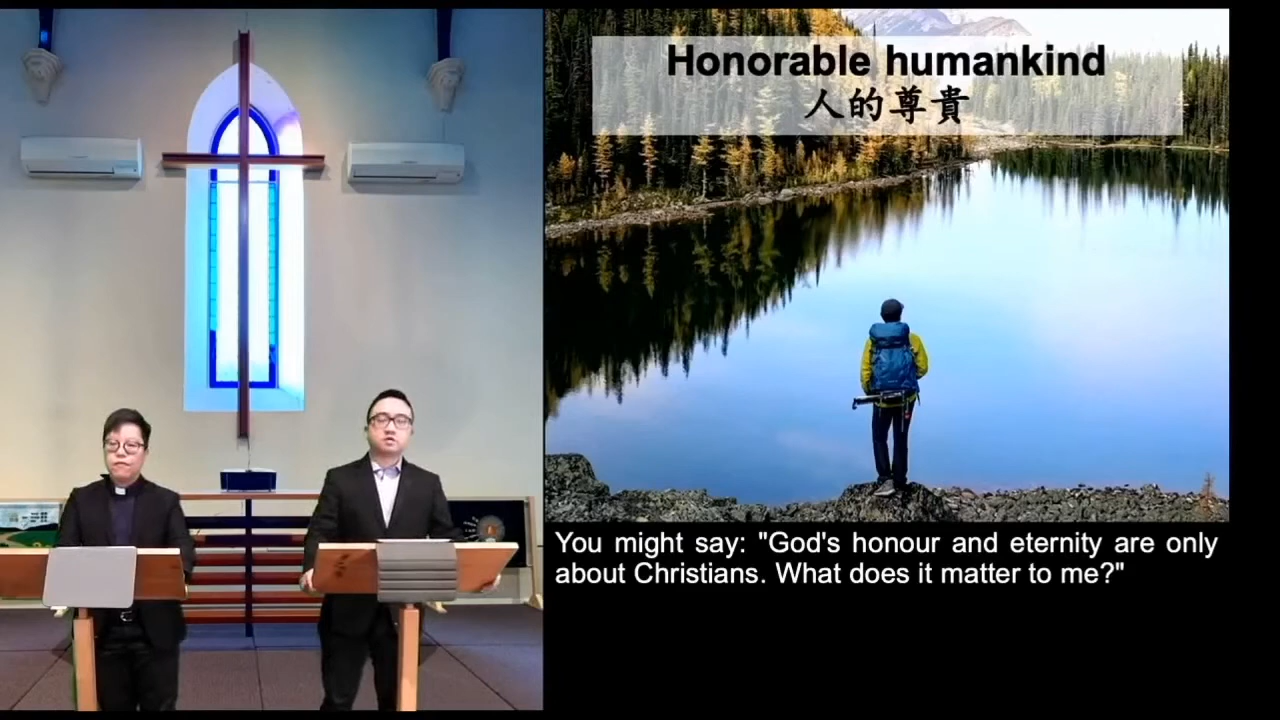 Honorable humankind
人的尊貴
You might say: "God's honour and eternity are only
about Christians. What does it matter to me?"